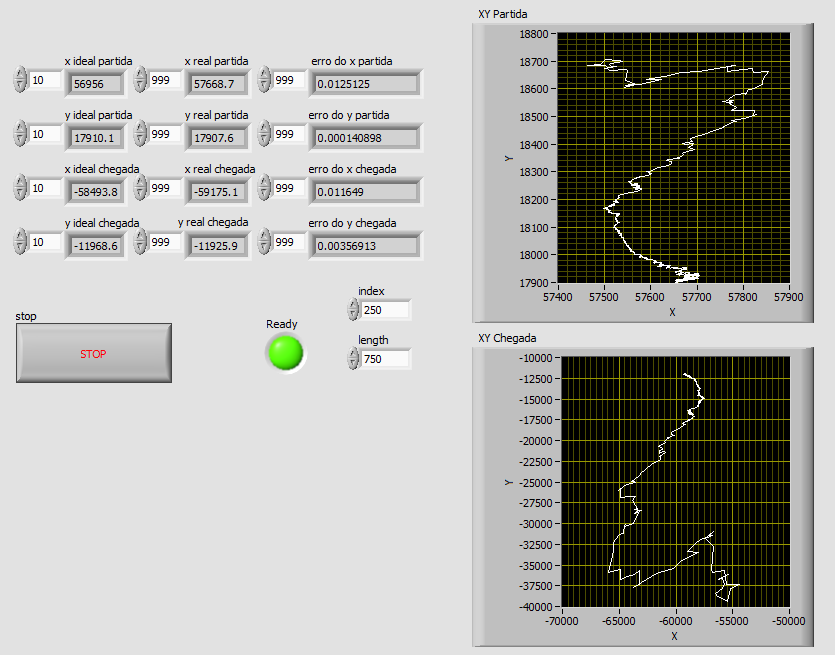 x ideal partida x real partida erro do x partida
10 56956 999 57668.7 999 0.0125125
y ideal partida y real partida erro do y partida
10 17910.1 999 17907.6 999 0.000140898
x ideal chegada x real chegada erro do x chegada
10 -58493.8 999 -59175.1 999 0.011649
y ideal chegada y real chegada erro do y chegada
10 -11968.6 999 -11925.9 999 0.00356913
index
250
length
750
stop
STOP
Ready
XY Partida
18800
18700
18600
18500
18400
18300
18200
18100
18000
17900
Y
57400 57500 57600 57700 57800 57900
X
XY Chegada
-10000
-12500
-15000
-17500
-20000
-22500
-25000
-27500
-30000
-32500
-35000
-37500
-40000
Y
-70000 -65000 -60000 -55000 -50000
X